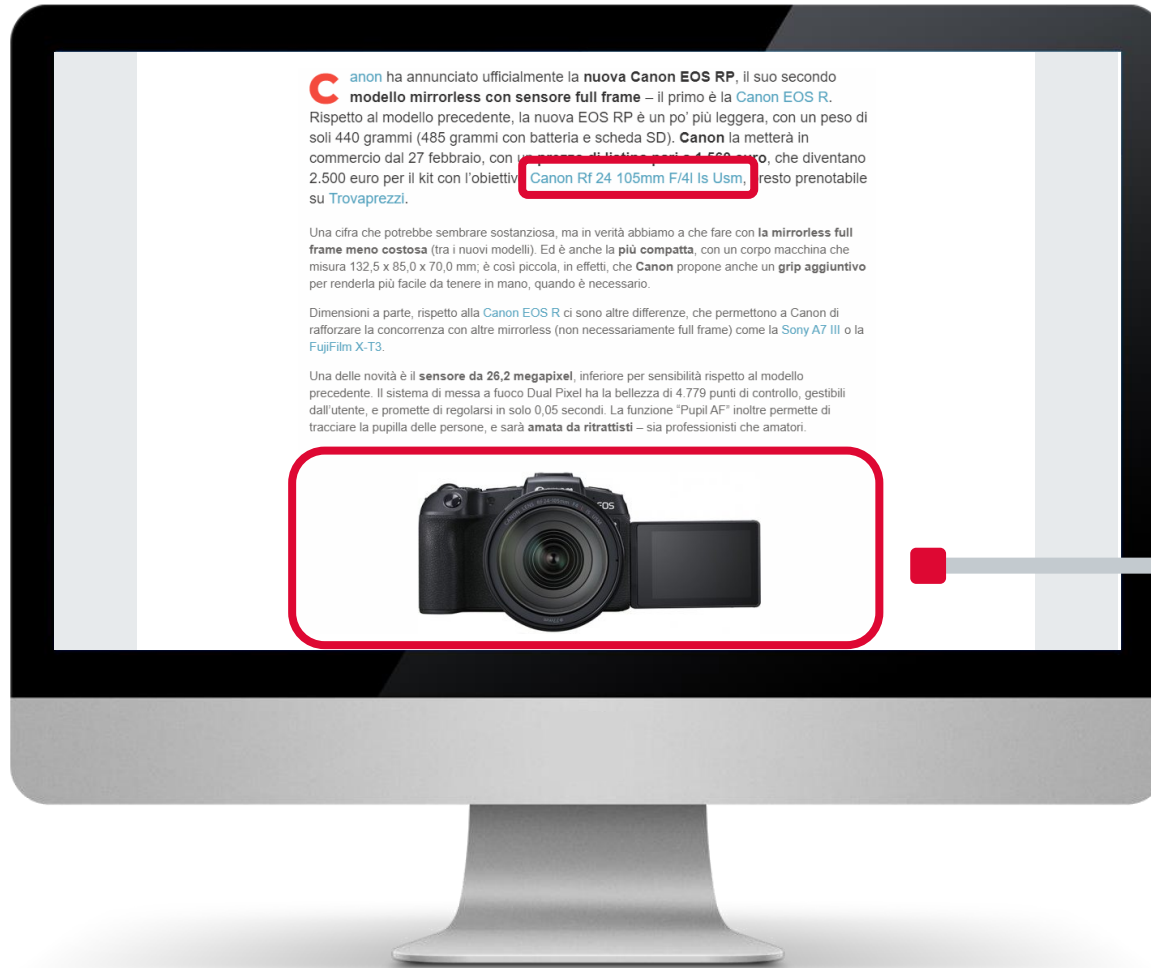 Canon ha annunciato ufficialmente la nuova Canon EOS RP, il suo secondo
modello mirrorless con sensore full frame – il primo è la Canon EOS R.
Rispetto al modello precedente, la nuova EOS RP è un po' più leggera, con un peso di
soli 440 grammi (485 grammi con batteria e scheda SD). Canon la metterà in
commercio dal 27 febbraio, con un prezzo di listino pari a 1.560 euro, che diventano
2.500 euro per il kit con l'obiettiv Canon Rf 24 105mm F/4l Is Usm, presto prenotabile
su Trovaprezzi.
Una cifra che potrebbe sembrare sostanziosa, ma in verità abbiamo a che fare con la mirrorless full
frame meno costosa (tra i nuovi modelli). Ed è anche la più compatta, con un corpo macchina che
misura 132,5 x 85,0 x 70,0 mm; è così piccola, in effetti, che Canon propone anche un grip aggiuntivo
per renderla più facile da tenere in mano, quando è necessario.
Dimensioni a parte, rispetto alla Canon EOS R ci sono altre differenze, che permettono a Canon di
rafforzare la concorrenza con altre mirrorless (non necessariamente full frame) come la Sony A7 III o la
FujiFilm X-T3.
Una delle novità è il sensore da 26,2 megapixel, inferiore per sensibilità rispetto al modello
precedente. Il sistema di messa a fuoco Dual Pixel ha la bellezza di 4.779 punti di controllo, gestibili
dall'utente, e promette di regolarsi in solo 0,05 secondi. La funzione “Pupil AF” inoltre permette di
tracciare la pupilla delle persone, e sarà amata da ritrattisti – sia professionisti che amatori.
Canon
EOS